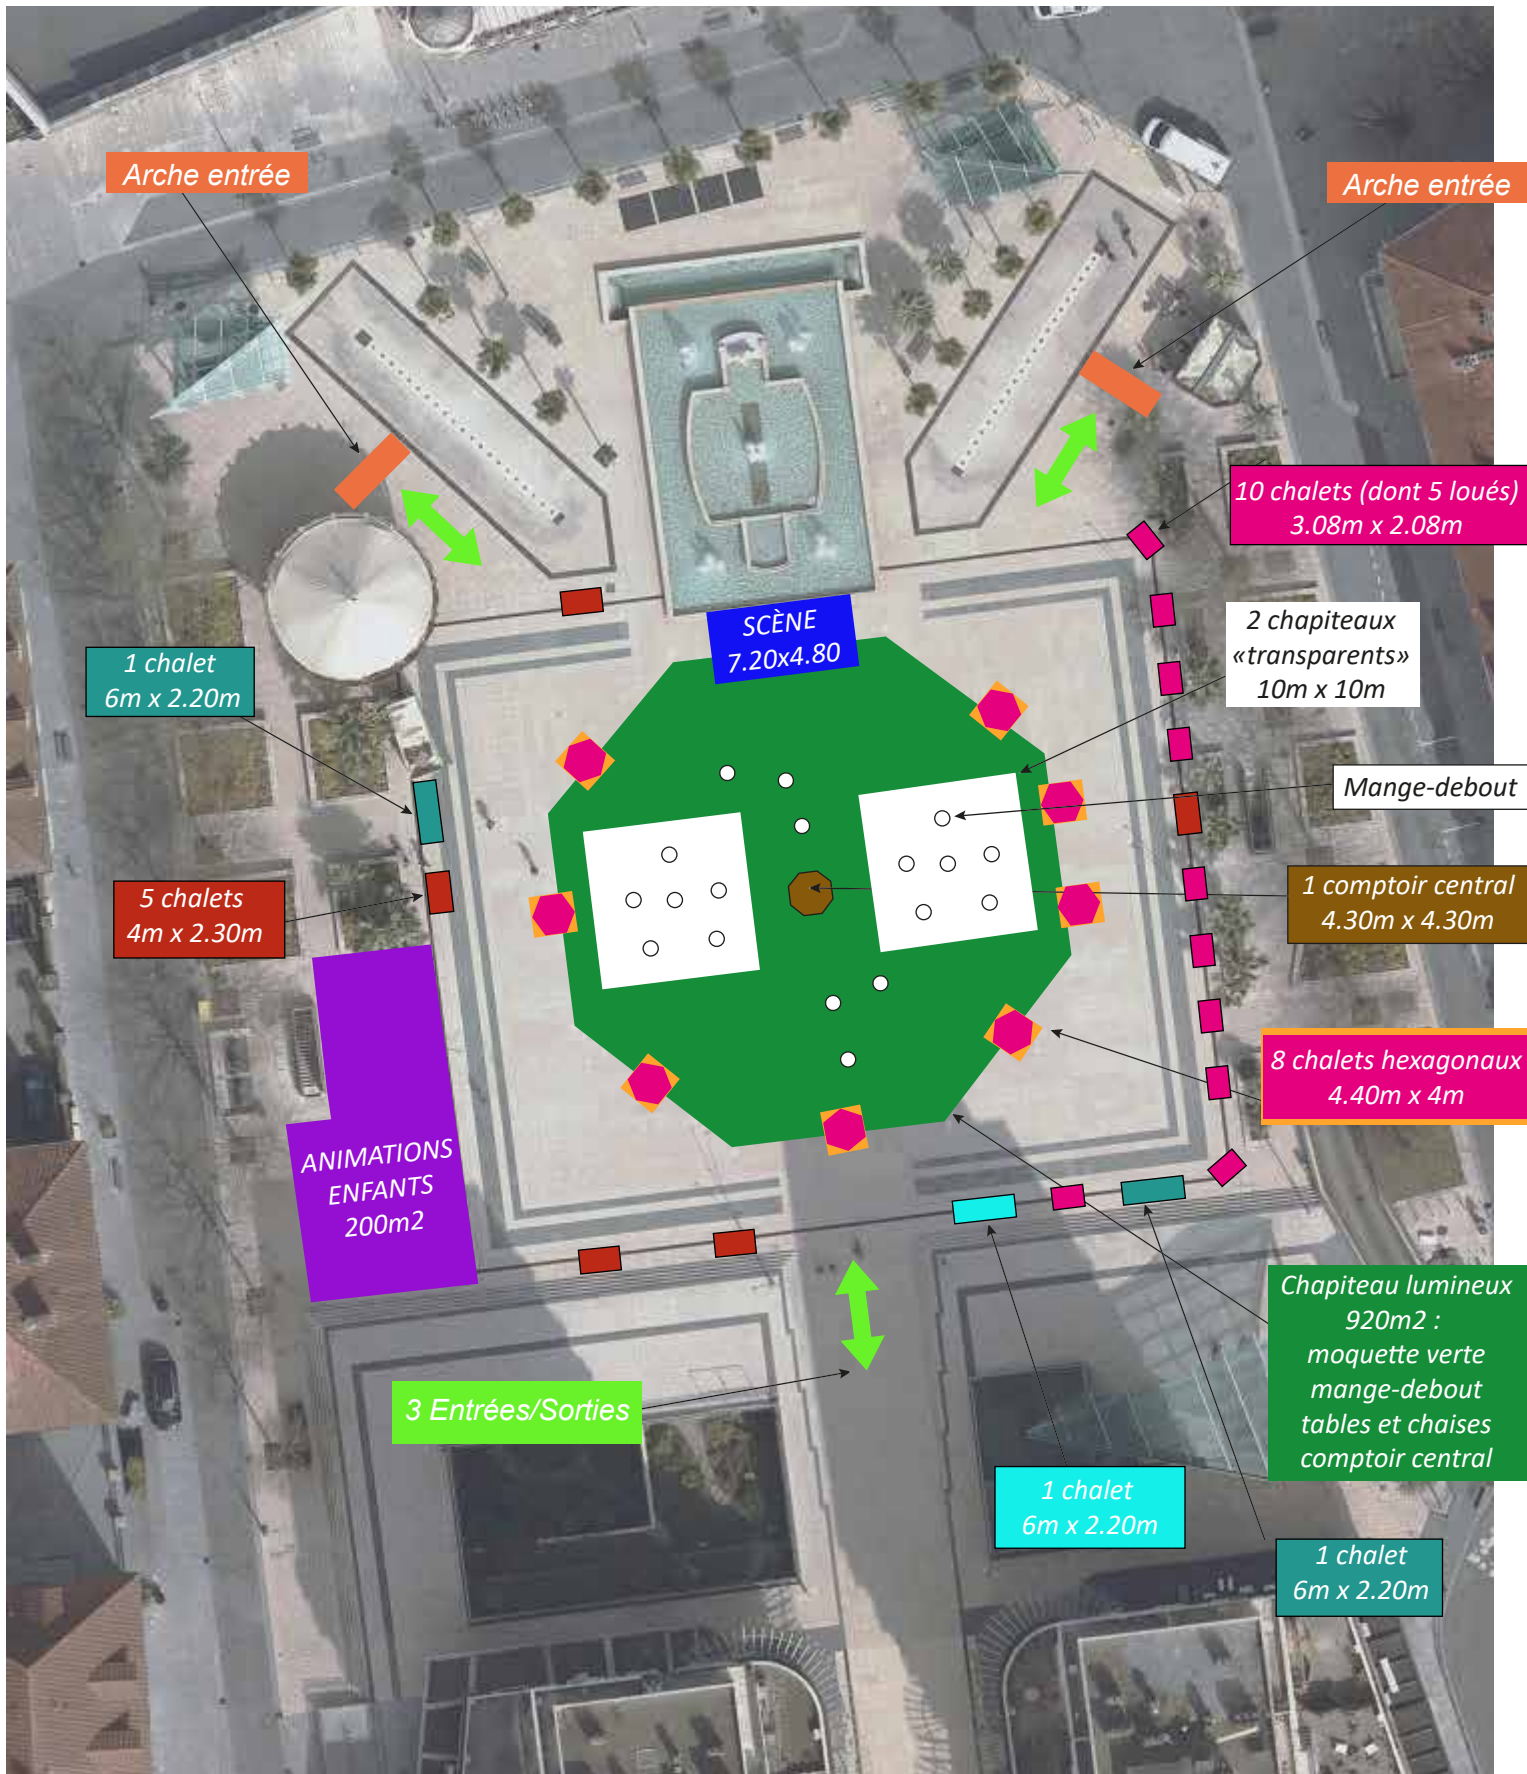 Arche entrée
Arche entrée
10 chalets (dont 5 loués)
3.08m x 2.08m
SCÈNE
7.20x4.80
2 chapiteaux
«transparents»
10m x 10m
1 chalet
6m x 2.20m
Mange-debout
5 chalets
4m x 2.30m
1 comptoir central
4.30m x 4.30m
8 chalets hexagonaux
4.40m x 4m
ANIMATIONS
ENFANTS
200m2
Chapiteau lumineux
920m2 :
moquette verte
mange-debout
tables et chaises
comptoir central
3 Entrées/Sorties
1 chalet
6m x 2.20m
1 chalet
6m x 2.20m